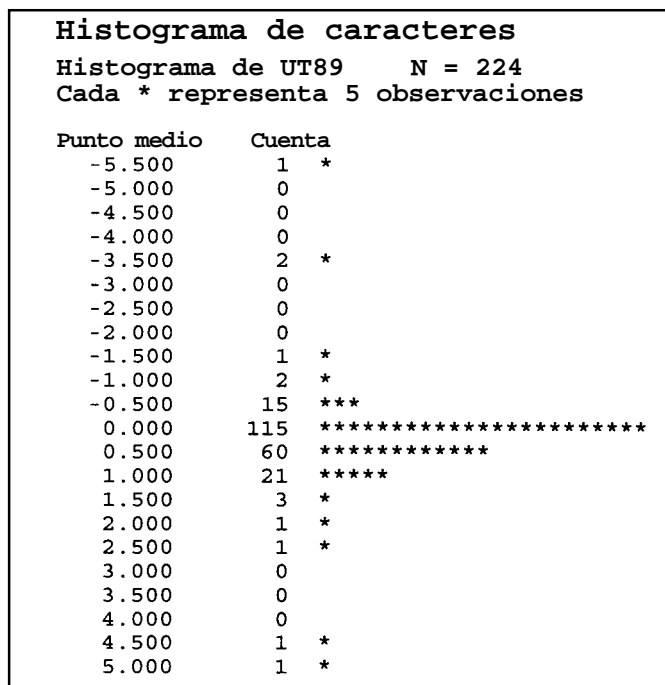 Histograma de caracteres
Histograma de UT89 N = 224
Cada * representa 5 observaciones
Punto medio Cuenta
-5.500 1 *
-5.000 0
-4.500 0
-4.000 0
-3.500 2 *
-3.000 0
-2.500 0
-2.000 0
-1.500 1 *
-1.000 2 *
-0.500 15 ***
0.000 115 ***********************
0.500 60 ************
1.000 21 *****
1.500 3 *
2.000 1 *
2.500 1 *
3.000 0
3.500 0
4.000 0
4.500 1 *
5.000 1 *